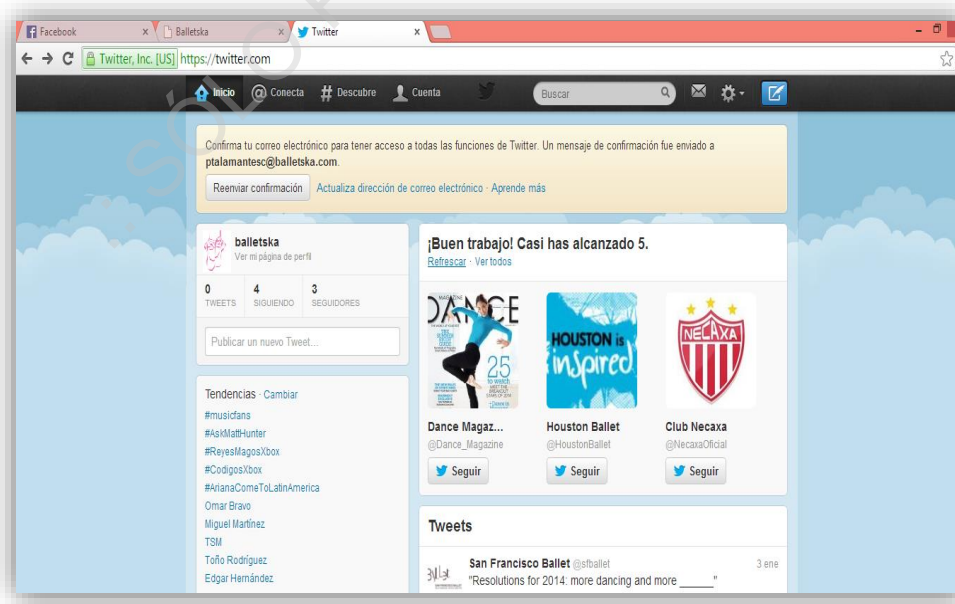 SÓLO
Facebook x Balletska x Twitter x
Twitter, Inc. [US] https://twitter.com
Inicio Conecta # Descubre Cuenta Buscar
Confirma tu correo electrónico para tener acceso a todas las funciones de Twitter. Un mensaje de confirmación fue enviado a
ptalamantesc@balletska.com.
Reenviar confirmación Actualiza dirección de correo electrónico · Aprende más
balletska
Ver mi página de perfil
0 4 3
TWEETS SIGUIENDO SEGUIDORES
Publicar un nuevo Tweet...
Tendencias · Cambiar
#musicfans
#AskMattHunter
#ReyesMagosXbox
#CodigosXbox
#ArianaComeToLatinAmerica
Omar Bravo
Miguel Martínez
TSM
Toño Rodríguez
Edgar Hernández
¡Buen trabajo! Casi has alcanzado 5.
Refrescar · Ver todos
DANCE
MAGAZINE
25
to watch
HOUSTON is
inspired
NECAXA
Dance Magaz... Houston Ballet Club Necaxa
@Dance_Magazine @HoustonBallet @NecaxaOficial
Seguir Seguir Seguir
Tweets
San Francisco Ballet @sfballet 3 ene
"Resolutions for 2014: more dancing and more ______"